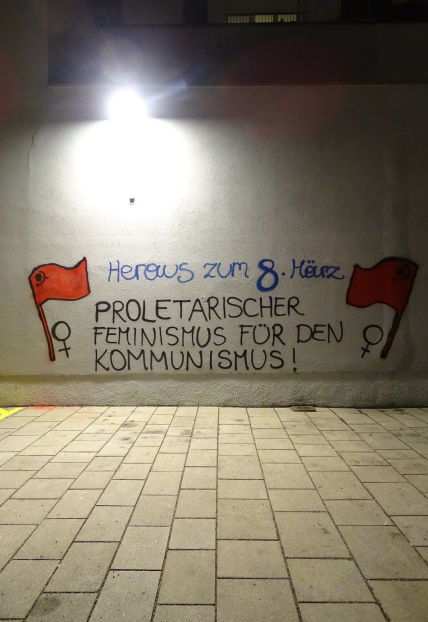 Heraus zum 8. März
PROLETARISCHER
FEMINISMUS FÜR DEN
KOMMUNISMUS!